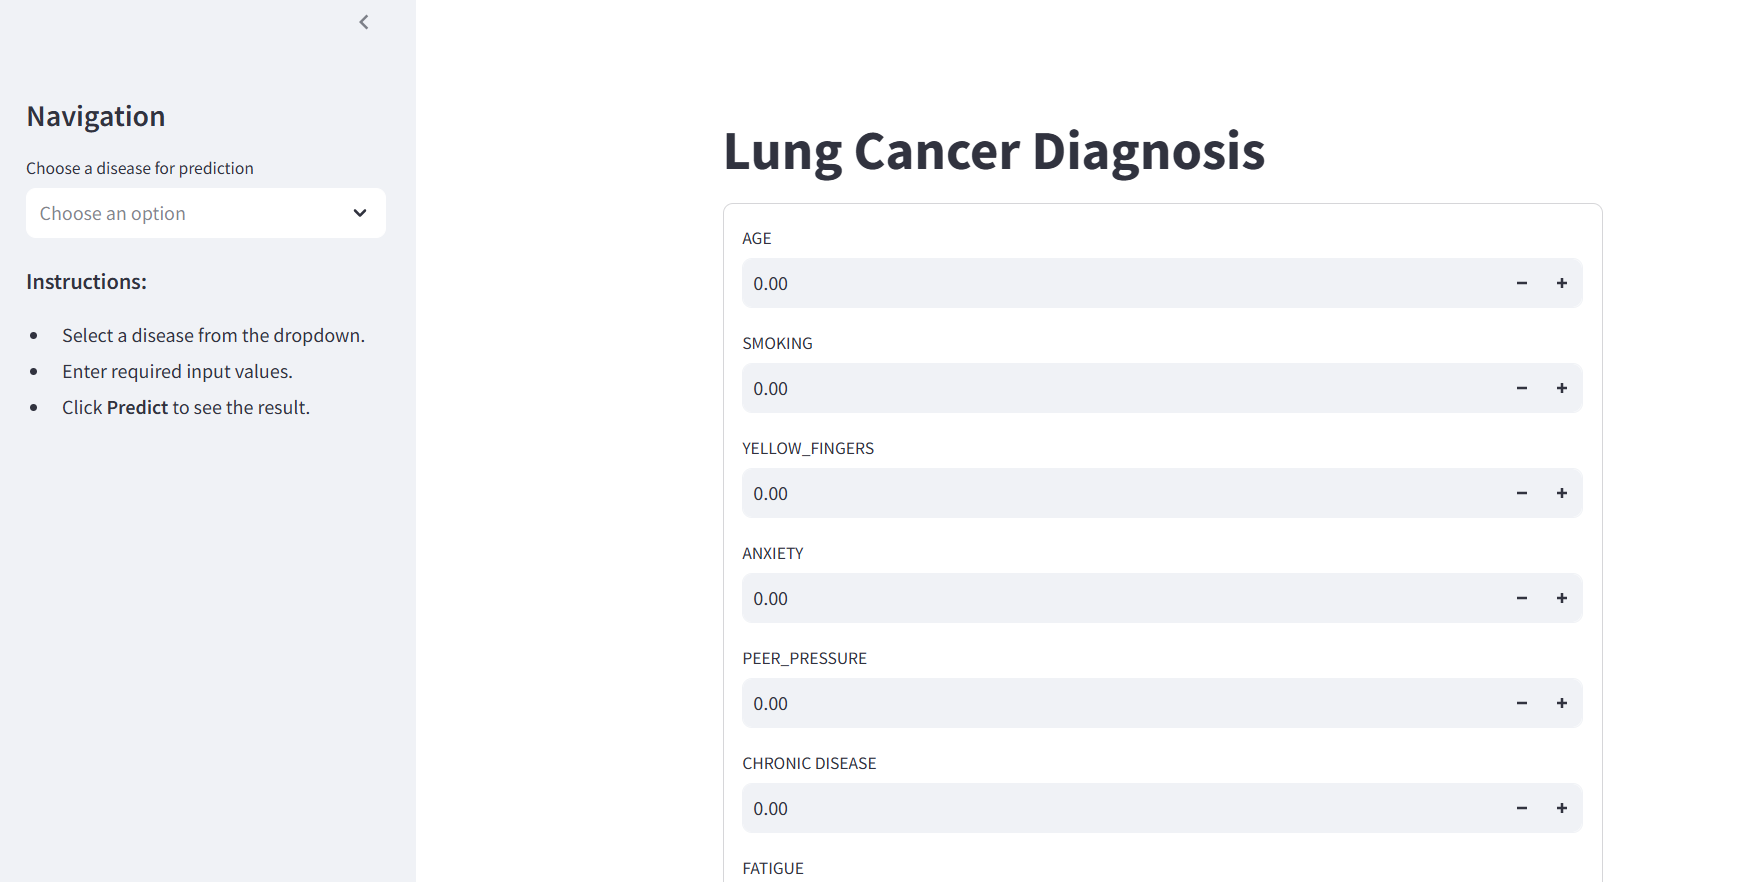 Navigation
Choose a disease for prediction
Choose an option
Instructions:
Select a disease from the dropdown.
Enter required input values.
Click Predict to see the result.
Lung Cancer Diagnosis
AGE
0.00
SMOKING
0.00
YELLOW_FINGERS
0.00
ANXIETY
0.00
PEER_PRESSURE
0.00
CHRONIC DISEASE
0.00
FATIGUE